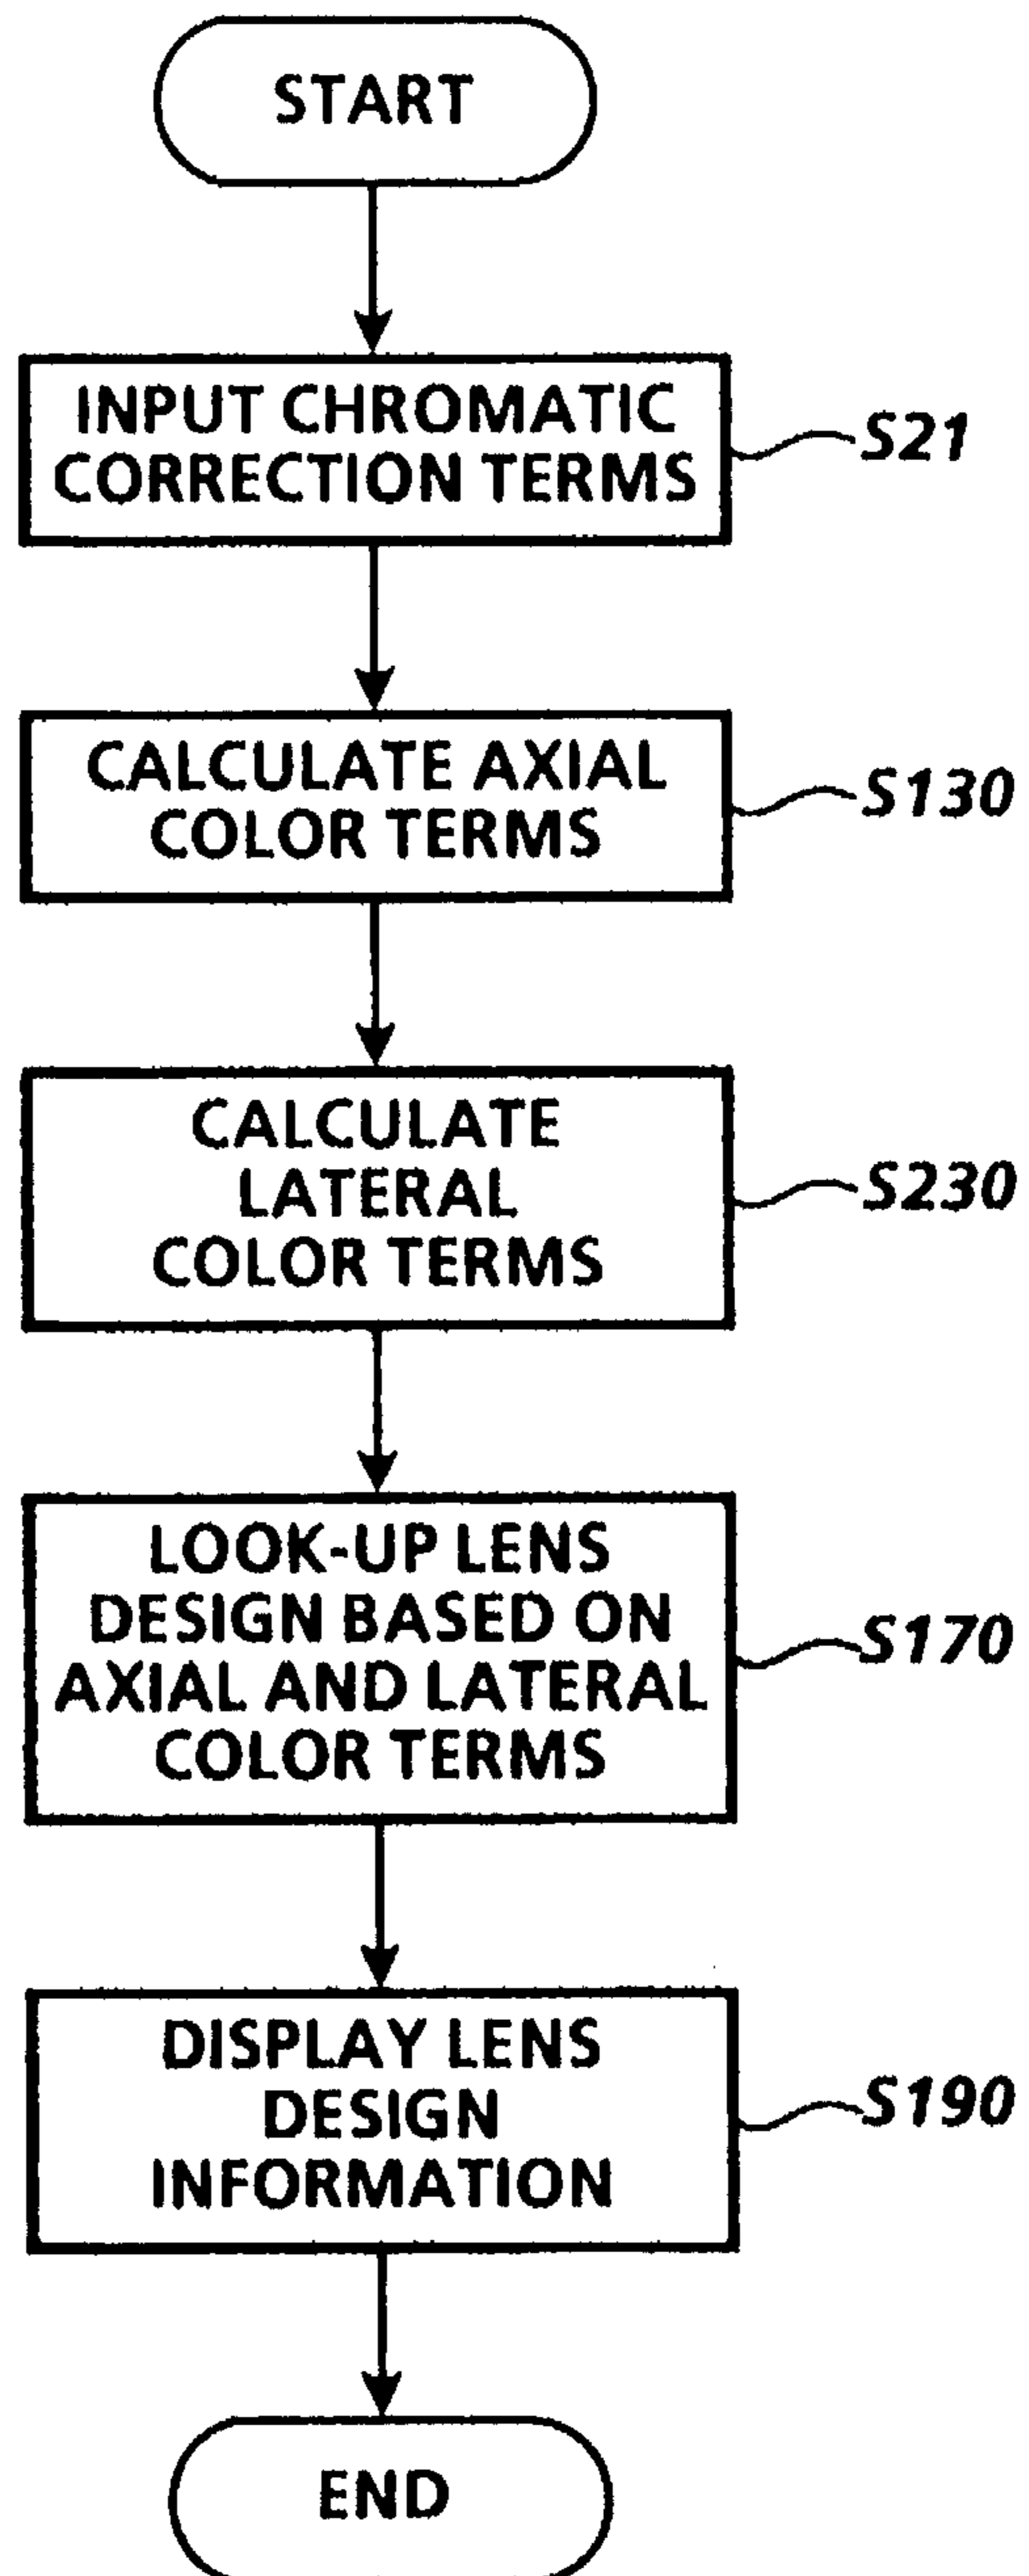 START
INPUT CHROMATIC
CORRECTION TERMS
S21
CALCULATE AXIAL
COLOR TERMS
S130
CALCULATE
LATERAL
COLOR TERMS
S230
LOOK-UP LENS
DESIGN BASED ON
AXIAL AND LATERAL
COLOR TERMS
S170
DISPLAY LENS
DESIGN
INFORMATION
S190
END